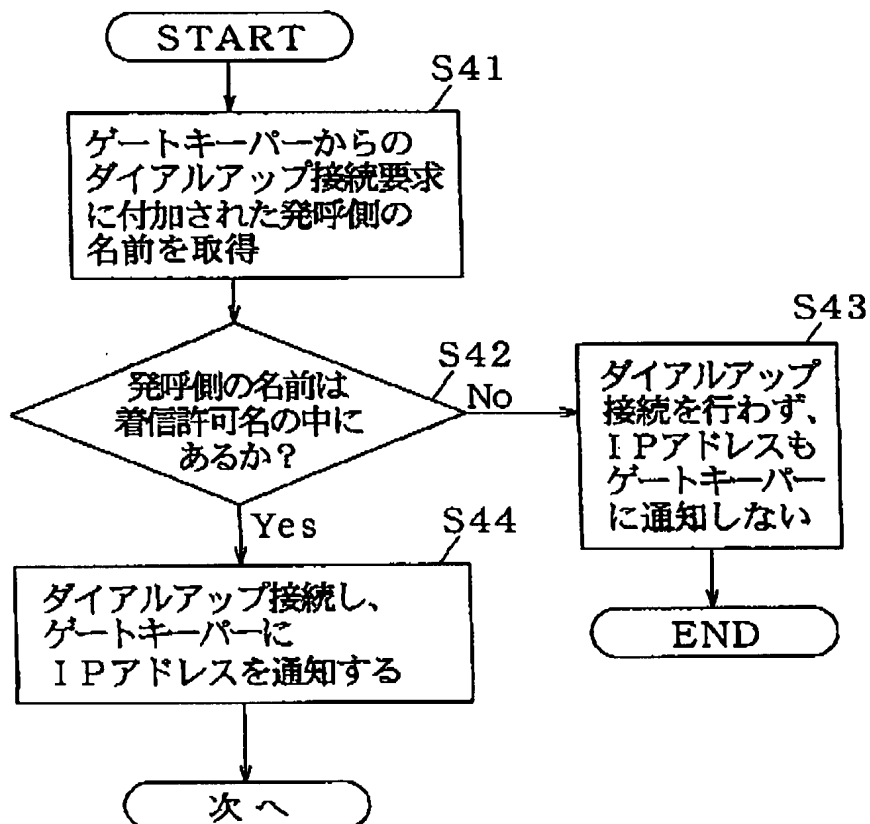 START
S41
ゲートキーパーからの
ダイアルアップ接続要求
に付加された発呼側の
名前を取得
S42
発呼側の名前は
着信許可名の中に
あるか？
No
S43
ダイアルアップ
接続を行わず、
IPアドレスも
ゲートキーパー
に通知しない
END
Yes
S44
ダイアルアップ接続し、
ゲートキーパーに
IPアドレスを通知する
次へ